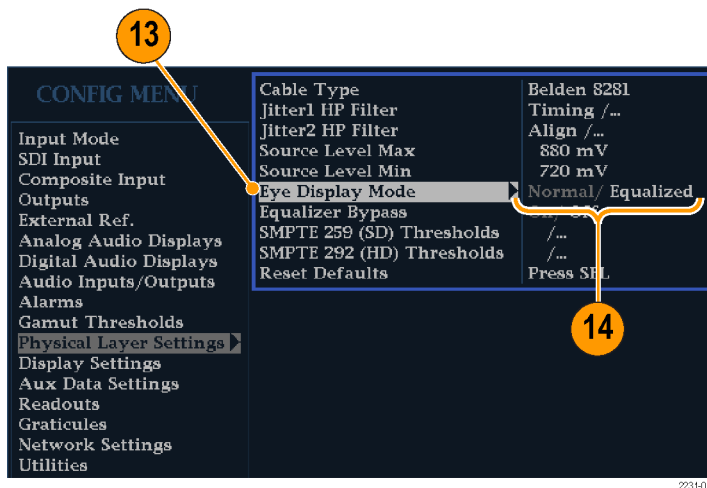 13
CONFIG MENU
Input Mode
SDI Input
Composite Input
Outputs
External Ref.
Analog Audio Displays
Digital Audio Displays
Audio Inputs/Outputs
Alarms
Gamut Thresholds
Physical Layer Settings
Display Settings
Aux Data Settings
Readouts
Graticules
Network Settings
Utilities
Cable Type Belden 8281
Jitter1 HP Filter Timing /...
Jitter2 HP Filter Align /...
Source Level Max 880 mV
Source Level Min 720 mV
Eye Display Mode Normal/ Equalized
Equalizer Bypass On/ Off
SMPTE 259 (SD) Thresholds /...
SMPTE 292 (HD) Thresholds /...
Reset Defaults Press SEL
14